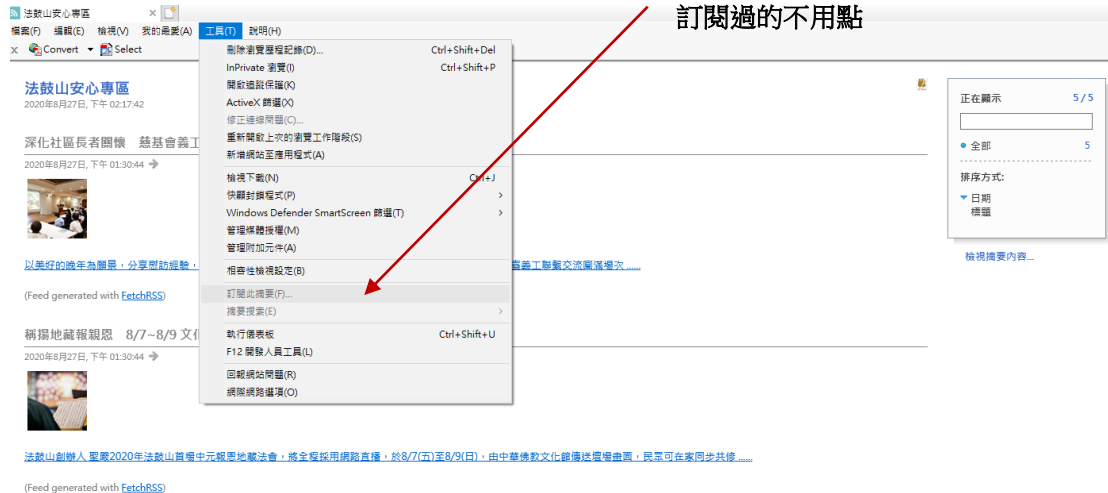 法鼓山安心專區 ×
訂閱過的不用點
檔案(F) 編輯(E) 檢視(V) 我的最愛(A) 工具(T) 說明(H)
x Convert Select
刪除瀏覽歷程記錄(D)... Ctrl+Shift+Del
InPrivate 瀏覽(I) Ctrl+Shift+P
開啟追蹤保護(K)
ActiveX 篩選(X)
修正連線問題(C)...
重新開啟上次的瀏覽工作階段(S)
新增網站至應用程式(A)
檢視下載(N) Ctrl+J
快顯封鎖程式(P) >
Windows Defender SmartScreen 篩選(T) >
管理媒體授權(M)
管理附加元件(A)
相容性檢視設定(B)
訂閱此摘要(F)...
摘要搜索(E) >
執行儀表板 Ctrl+Shift+U
F12 開發人員工具(L)
回報網站問題(R)
網際網路選項(O)
法鼓山安心專區
2020年8月27日, 下午 02:17:42
深化社區長者關懷 慈基會義工
2020年8月27日, 下午 01:30:44
以美好的晚年為願景，分享慰訪經驗，
嘉義工聯繫交流圓滿場次 ......
(Feed generated with FetchRSS)
稱揚地藏報親恩 8/7~8/9 文化
2020年8月27日, 下午 01:30:44
法鼓山創辦人 聖嚴2020年法鼓山首場中元報恩地藏法會，將全程採用網路直播，於8/7(五)至8/9(日)，由中華佛教文化館傳送壇場畫面，民眾可在家同步共修 ......
(Feed generated with FetchRSS)
正在顯示 5 / 5
全部 5
排序方式:
日期
標題
檢視摘要內容...